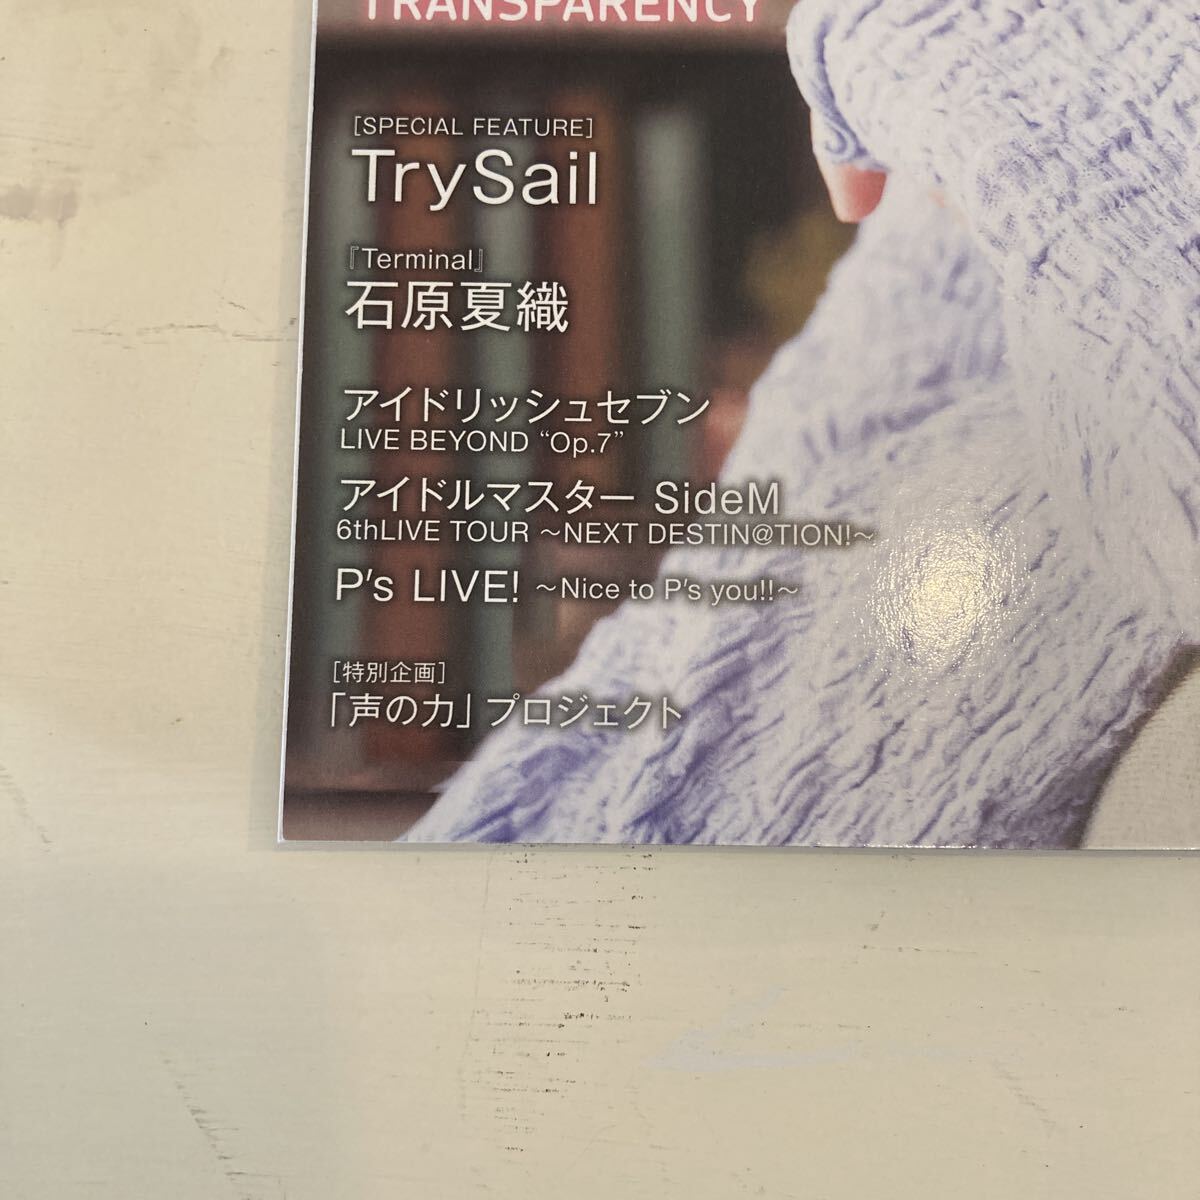 TRANSPARENCY
[SPECIAL FEATURE]
TrySail
『Terminal』
石原夏織
アイドリッシュセブン
LIVE BEYOND “Op.7”
アイドルマスター SideM
6thLIVE TOUR ～NEXT DESTIN@TION!～
P's LIVE! ～Nice to P's you!!～
[特別企画]
「声の力」プロジェクト